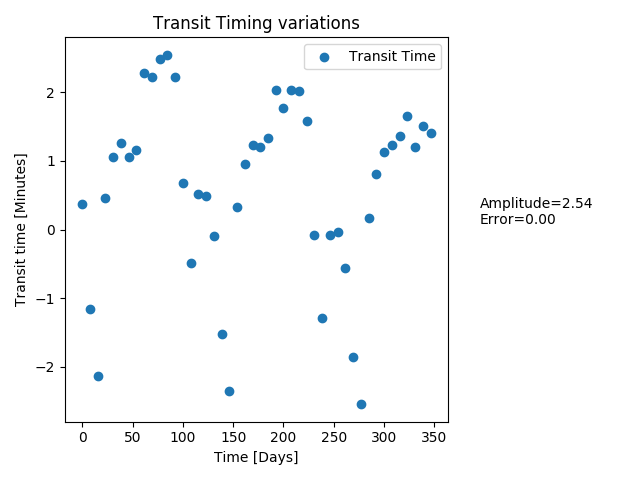 Transit Timing variations
Transit Time
Transit time [Minutes]
2
1
0
−1
−2
0 50 100 150 200 250 300 350
Time [Days]
Amplitude=2.54
Error=0.00